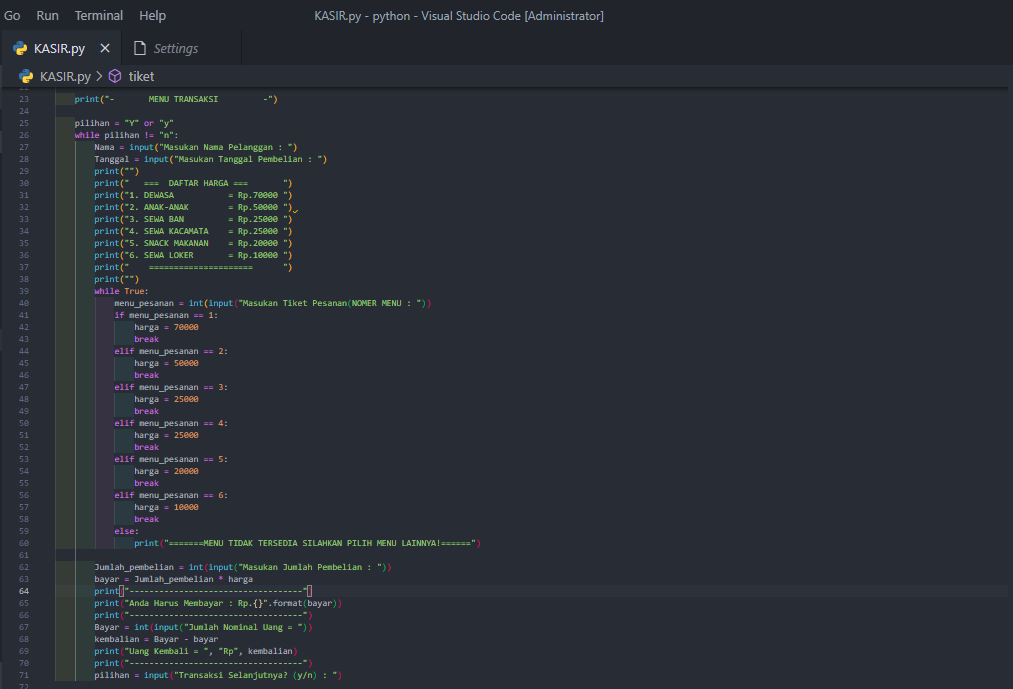 Go Run Terminal Help KASIR.py - python - Visual Studio Code [Administrator]
KASIR.py × Settings
KASIR.py > tiket
23 print("-       MENU TRANSAKSI         -")
24
25 pilihan = "Y" or "y"
26 while pilihan != "n":
27     Nama = input("Masukan Nama Pelanggan : ")
28     Tanggal = input("Masukan Tanggal Pembelian : ")
29     print("")
30     print("   ===  DAFTAR HARGA ===       ")
31     print("1. DEWASA           = Rp.70000 ")
32     print("2. ANAK-ANAK        = Rp.50000 ")
33     print("3. SEWA BAN         = Rp.25000 ")
34     print("4. SEWA KACAMATA    = Rp.25000 ")
35     print("5. SNACK MAKANAN    = Rp.20000 ")
36     print("6. SEWA LOKER       = Rp.10000 ")
37     print("    =====================      ")
38     print("")
39     while True:
40         menu_pesanan = int(input("Masukan Tiket Pesanan(NOMER MENU : "))
41         if menu_pesanan == 1:
42             harga = 70000
43             break
44         elif menu_pesanan == 2:
45             harga = 50000
46             break
47         elif menu_pesanan == 3:
48             harga = 25000
49             break
50         elif menu_pesanan == 4:
51             harga = 25000
52             break
53         elif menu_pesanan == 5:
54             harga = 20000
55             break
56         elif menu_pesanan == 6:
57             harga = 10000
58             break
59         else:
60             print("=======MENU TIDAK TERSEDIA SILAHKAN PILIH MENU LAINNYA!======")
61
62     Jumlah_pembelian = int(input("Masukan Jumlah Pembelian : "))
63     bayar = Jumlah_pembelian * harga
64     print("-----------------------------------")
65     print("Anda Harus Membayar : Rp.{}".format(bayar))
66     print("-----------------------------------")
67     Bayar = int(input("Jumlah Nominal Uang = "))
68     kembalian = Bayar - bayar
69     print("Uang Kembali = ", "Rp", kembalian)
70     print("-----------------------------------")
71     pilihan = input("Transaksi Selanjutnya? (y/n) : ")
72